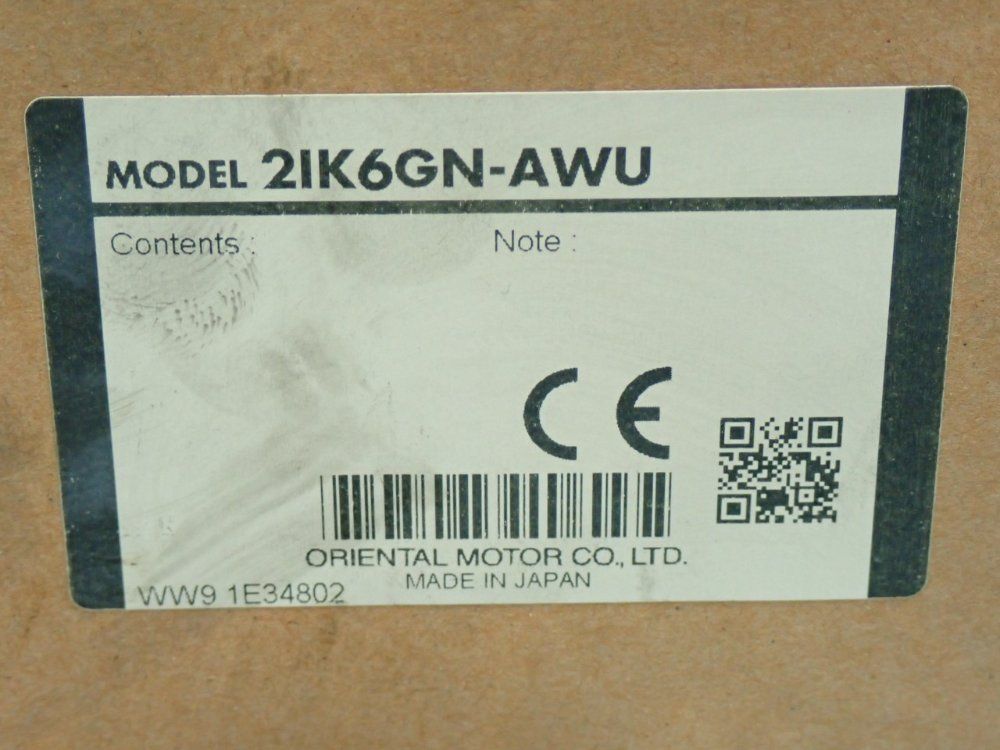 MODEL 2IK6GN-AWU
Contents : Note :
CE
ORIENTAL MOTOR CO., LTD.
MADE IN JAPAN
WW9 1E34802